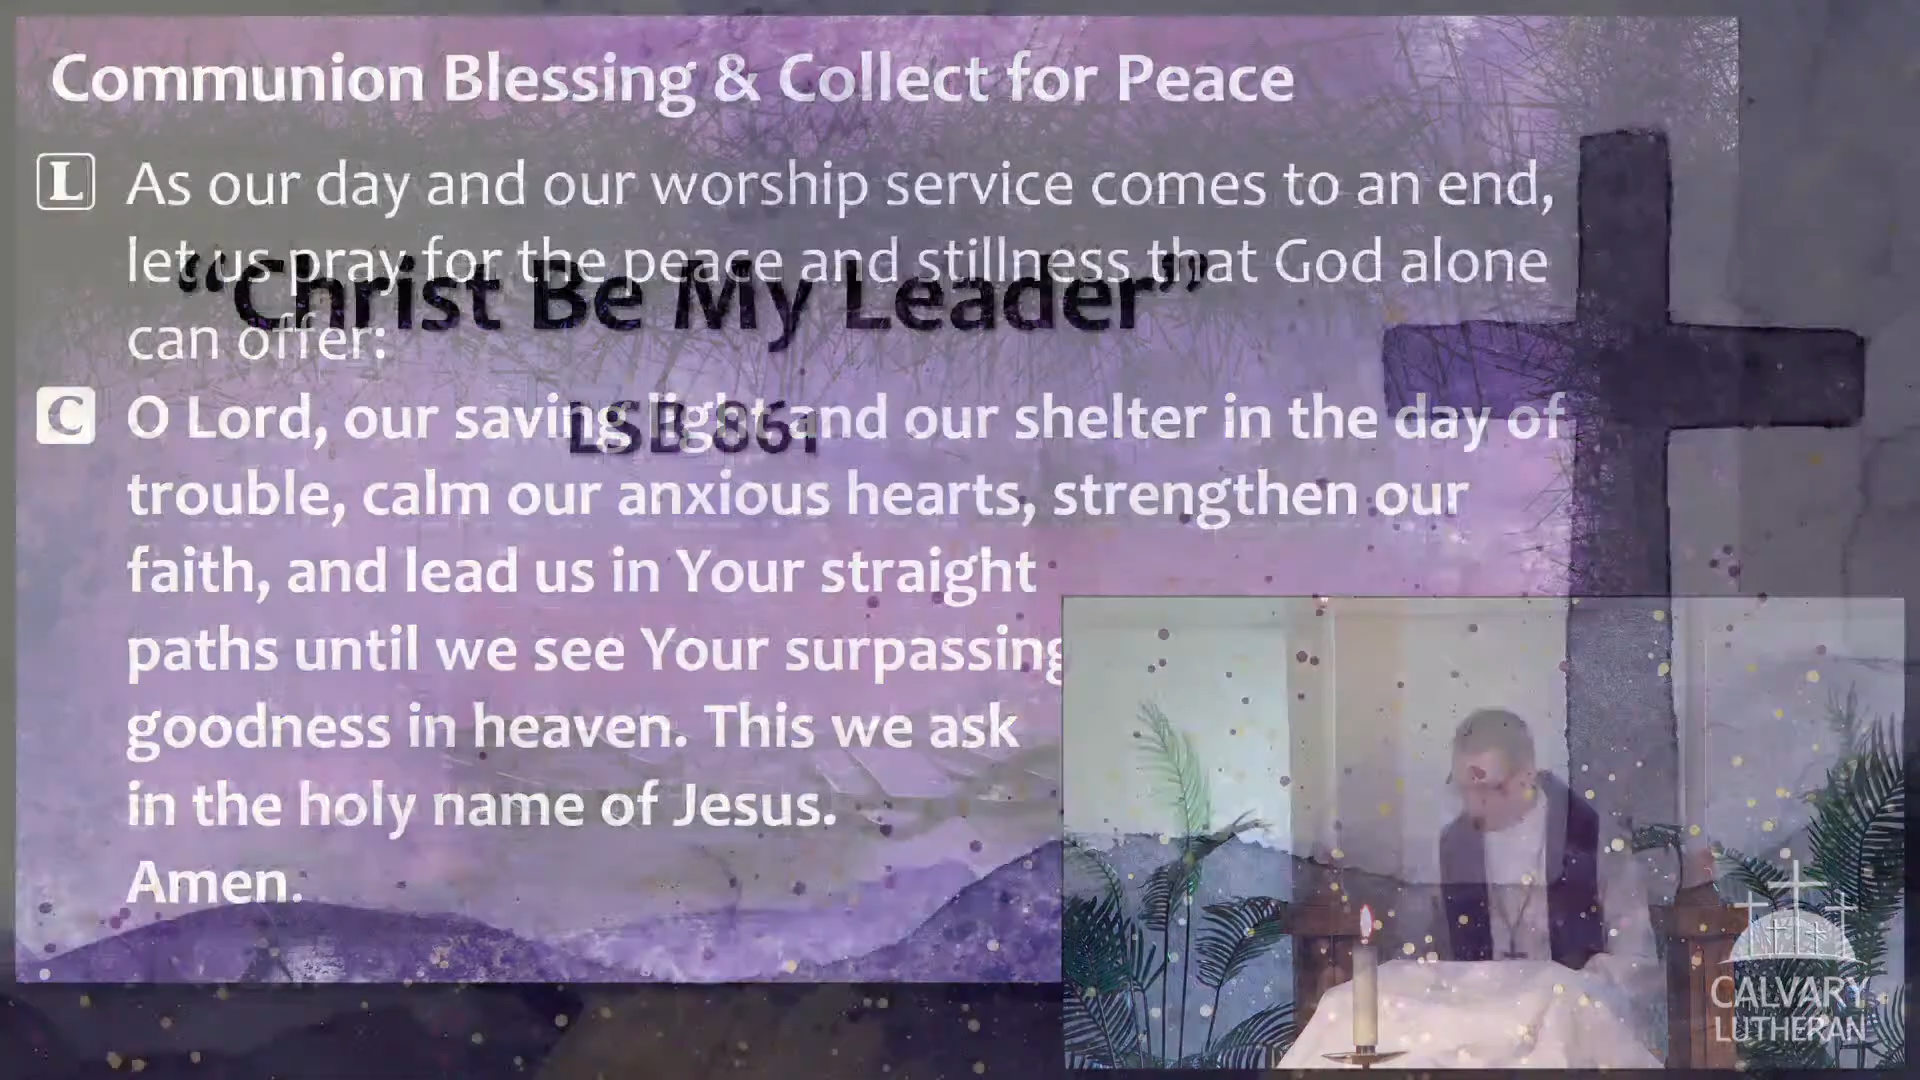 Communion Blessing & Collect for Peace
L As our day and our worship service comes to an end,
let us pray for the peace and stillness that God alone
can offer:
C O Lord, our saving light and our shelter in the day of
trouble, calm our anxious hearts, strengthen our
faith, and lead us in Your straight
paths until we see Your surpassing
goodness in heaven. This we ask
in the holy name of Jesus.
Amen.
“Christ Be My Leader”
LSB 861
CALVARY
LUTHERAN